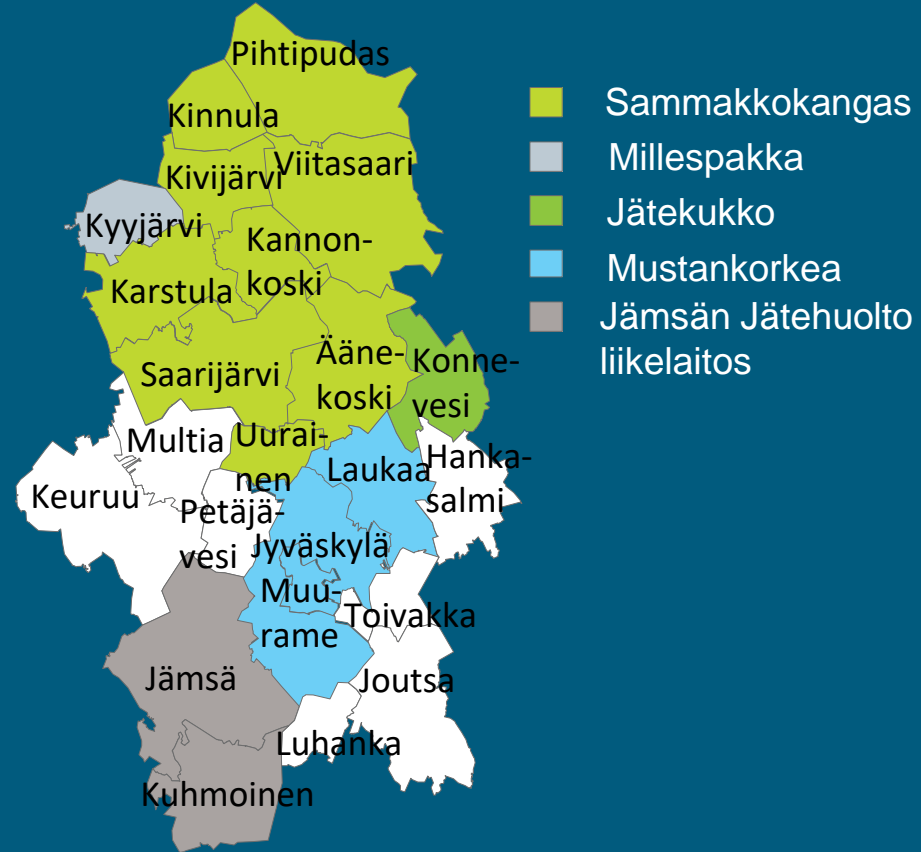 Pihtipudas
Kinnula
Kivijärvi
Viitasaari
Kyyjärvi
Kannon-
koski
Karstula
Ääne-
koski
Saarijärvi
Konne-
vesi
Multia
Uurai-
nen
Laukaa
Hanka-
salmi
Keuruu
Petäjä-
vesi
Jyväskylä
Muu-
rame
Toivakka
Jämsä
Joutsa
Luhanka
Kuhmoinen
Sammakkokangas
Millespakka
Jätekukko
Mustankorkea
Jämsän Jätehuolto
liikelaitos